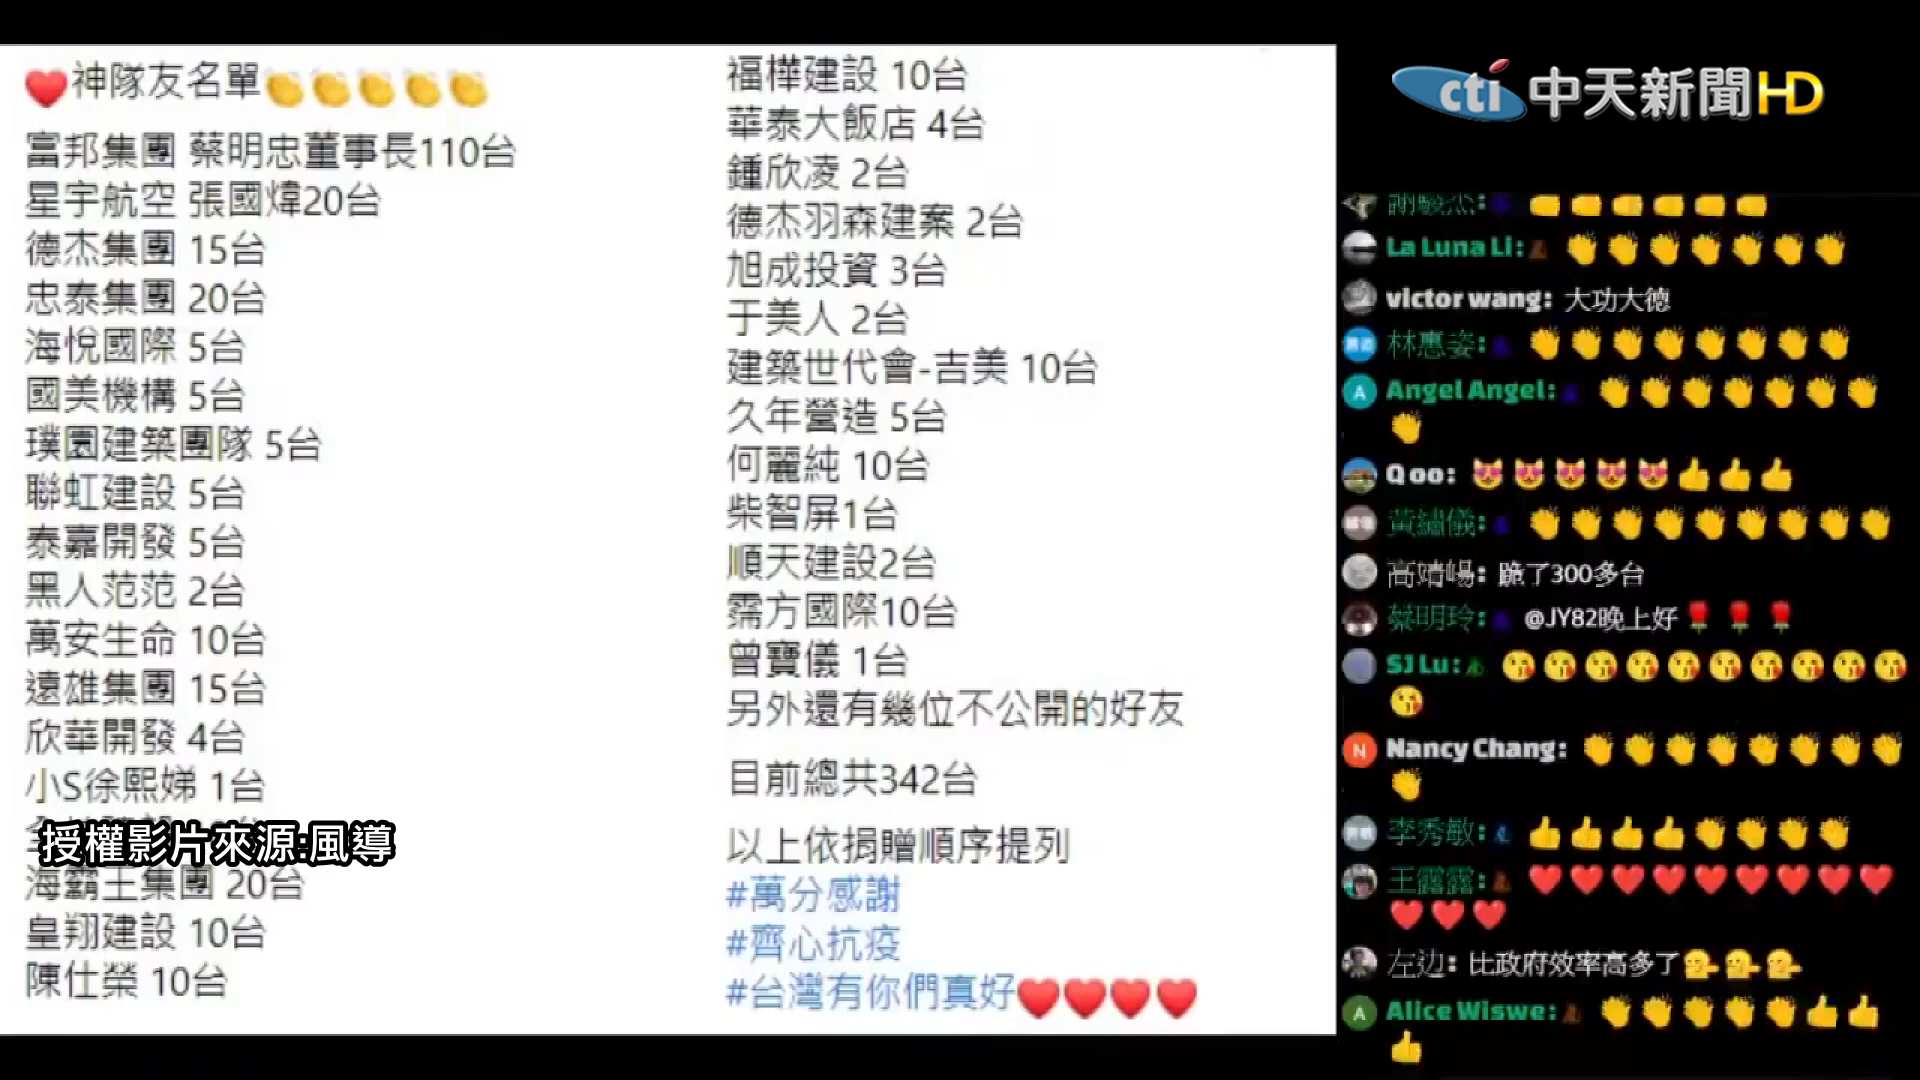 神隊友名單
富邦集團 蔡明忠董事長110台
星宇航空 張國煒20台
德杰集團 15台
忠泰集團 20台
海悅國際 5台
國美機構 5台
璞園建築團隊 5台
聯虹建設 5台
泰嘉開發 5台
黑人范范 2台
萬安生命 10台
遠雄集團 15台
欣華開發 4台
小S徐熙娣 1台
授權影片來源:風導
海霸王集團 20台
皇翔建設 10台
陳仕榮 10台
福樺建設 10台
華泰大飯店 4台
鍾欣凌 2台
德杰羽森建案 2台
旭成投資 3台
于美人 2台
建築世代會-吉美 10台
久年營造 5台
何麗純 10台
柴智屏1台
順天建設2台
霈方國際10台
曾寶儀 1台
另外還有幾位不公開的好友
目前總共342台
以上依捐贈順序提列
#萬分感謝
#齊心抗疫
#台灣有你們真好
cti 中天新聞HD
謝駿杰:
La Luna Li:
victor wang: 大功大德
林惠姿:
Angel Angel:
Q oo:
黃繡儀:
高靖崵: 跪了300多台
蔡明玲: @JY82晚上好
SJ Lu:
Nancy Chang:
李秀敏:
王露露:
左边: 比政府效率高多了
Alice Wiswe: